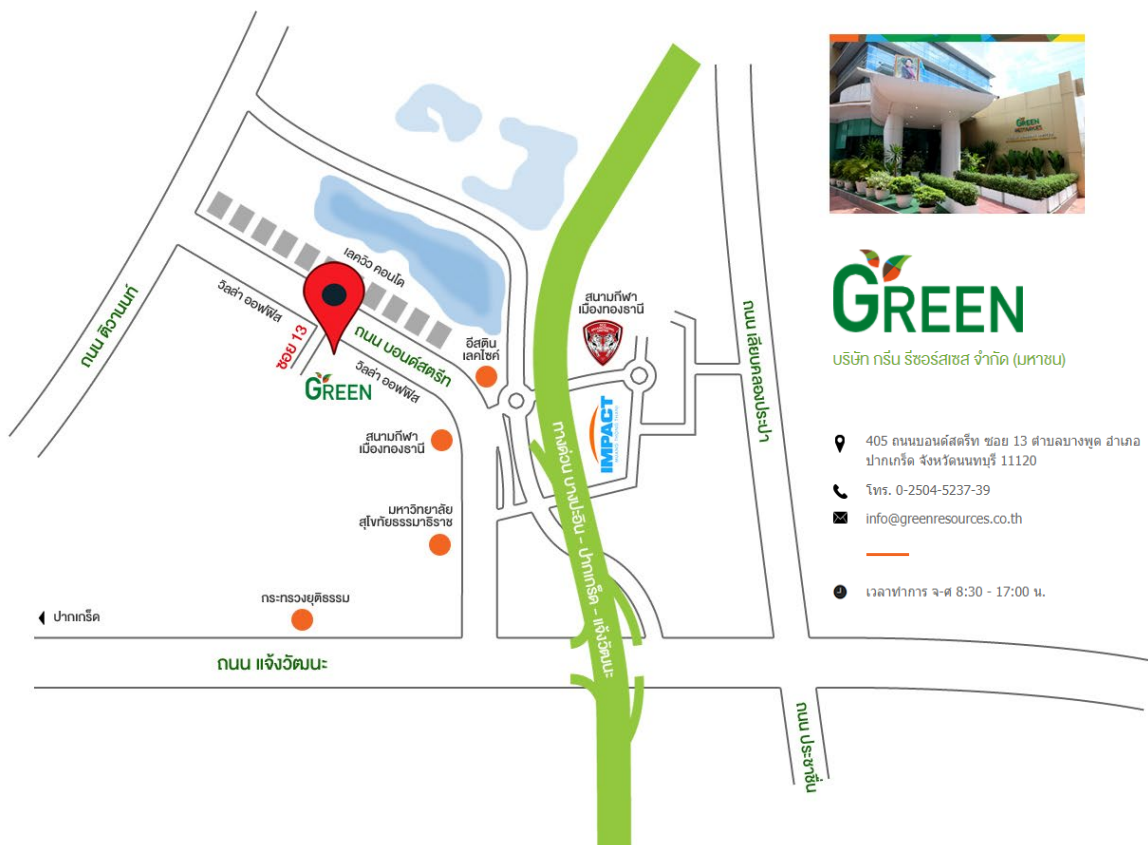 ถนน ติวานนท์
วิลล่า ออฟฟิส
ซอย 13
GREEN
เลควิว คอนโด
ถนน บอนด์สตรีท
วิลล่า ออฟฟิส
อีสติน
เลคไซค์
สนามกีฬา
เมืองทองธานี
มหาวิทยาลัย
สุโขทัยธรรมาธิราช
กระทรวงยุติธรรม
ปากเกร็ด
ถนน แจ้งวัฒนะ
สนามกีฬา
เมืองทองธานี
IMPACT
ทางด่วน บางปะอิน - ปากเกร็ด - แจ้งวัฒนะ
ถนน เลียบคลองประปา
ถนน ประชาชื่น
GREEN
GREEN
บริษัท กรีน รีซอร์สเซส จำกัด (มหาชน)
405 ถนนบอนด์สตรีท ซอย 13 ตำบลบางพูด อำเภอ
ปากเกร็ด จังหวัดนนทบุรี 11120
โทร. 0-2504-5237-39
info@greenresources.co.th
เวลาทำการ จ-ศ 8:30 - 17:00 น.